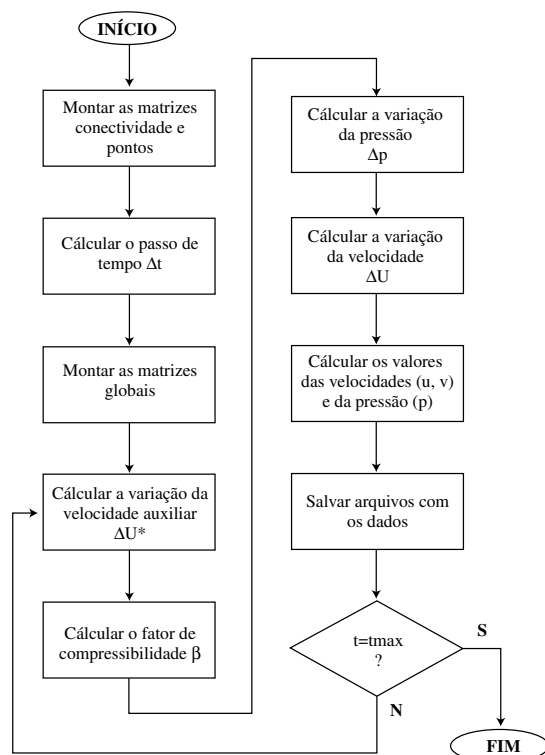 INÍCIO
Montar as matrizes
conectividade e
pontos
Cálcular o passo de
tempo Δt
Montar as matrizes
globais
Cálcular a variação da
velocidade auxiliar
ΔU*
Cálcular o fator de
compressibilidade β
Cálcular a variação
da pressão
Δp
Cálcular a variação
da velocidade
ΔU
Cálcular os valores
das velocidades (u, v)
e da pressão (p)
Salvar arquivos com
os dados
t=tmax
?
S
N
FIM